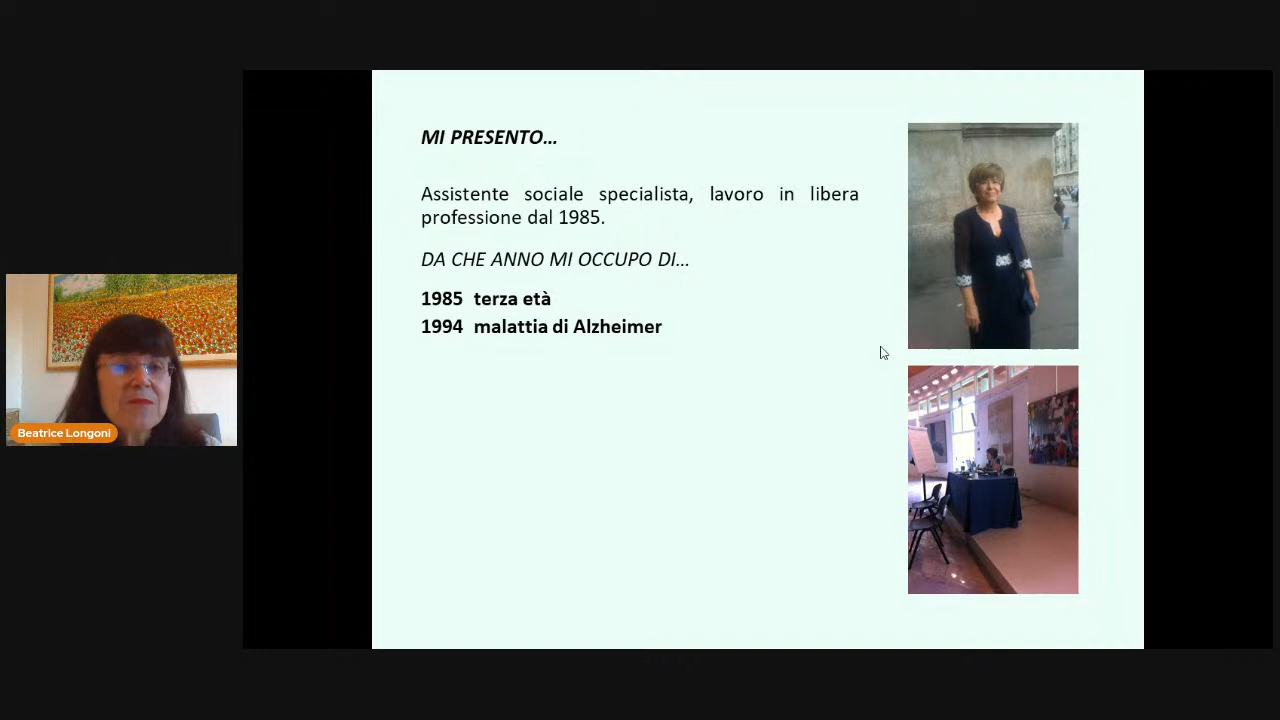 MI PRESENTO...
Assistente sociale specialista, lavoro in libera
professione dal 1985.
DA CHE ANNO MI OCCUPO DI...
1985 terza età
1994 malattia di Alzheimer
Beatrice Longoni